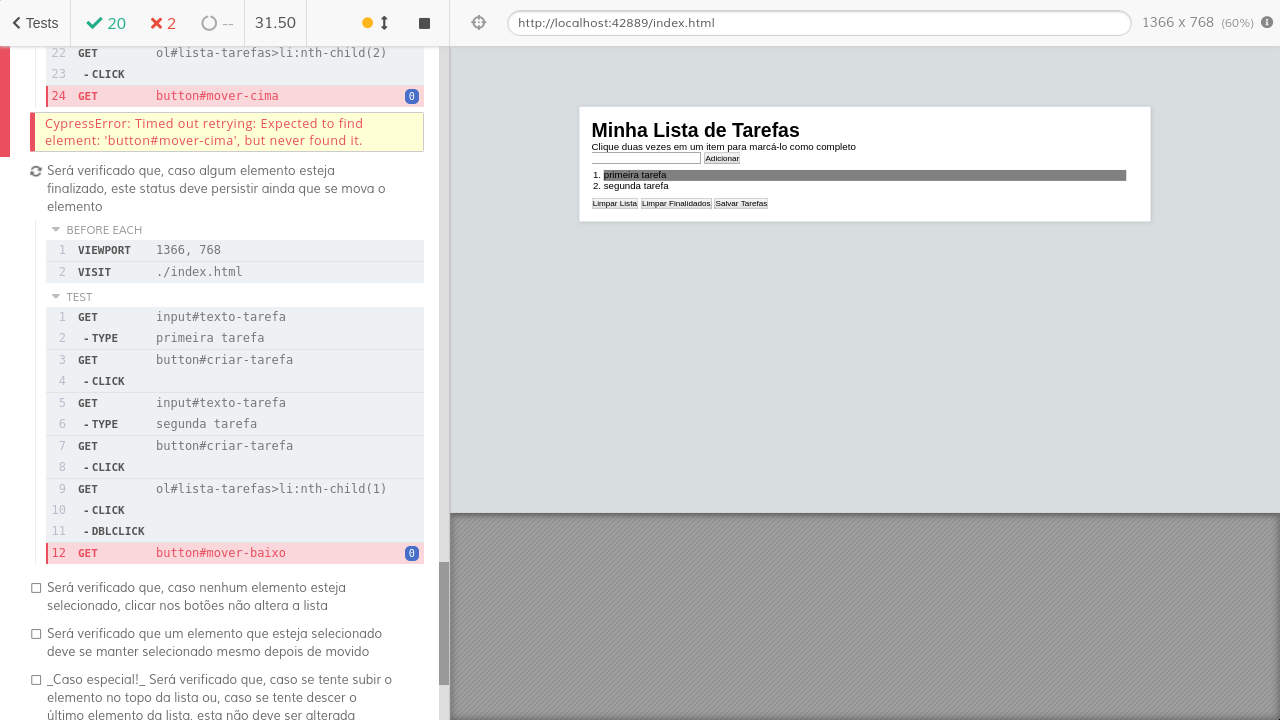 Tests 20 2 -- 31.50
http://localhost:42889/index.html 1366 x 768 (60%)
22 GET ol#lista-tarefas>li:nth-child(2)
23 - CLICK
24 GET button#mover-cima 0
CypressError: Timed out retrying: Expected to find
element: 'button#mover-cima', but never found it.
Será verificado que, caso algum elemento esteja
finalizado, este status deve persistir ainda que se mova o
elemento
BEFORE EACH
1 VIEWPORT 1366, 768
2 VISIT ./index.html
TEST
1 GET input#texto-tarefa
2 - TYPE primeira tarefa
3 GET button#criar-tarefa
4 - CLICK
5 GET input#texto-tarefa
6 - TYPE segunda tarefa
7 GET button#criar-tarefa
8 - CLICK
9 GET ol#lista-tarefas>li:nth-child(1)
10 - CLICK
11 - DBLCLICK
12 GET button#mover-baixo 0
Será verificado que, caso nenhum elemento esteja
selecionado, clicar nos botões não altera a lista
Será verificado que um elemento que esteja selecionado
deve se manter selecionado mesmo depois de movido
_Caso especial!_ Será verificado que, caso se tente subir o
elemento no topo da lista ou, caso se tente descer o
último elemento da lista, esta não deve ser alterada
Minha Lista de Tarefas
Clique duas vezes em um item para marcá-lo como completo
Adicionar
1. primeira tarefa
2. segunda tarefa
Limpar Lista Limpar Finalidados Salvar Tarefas